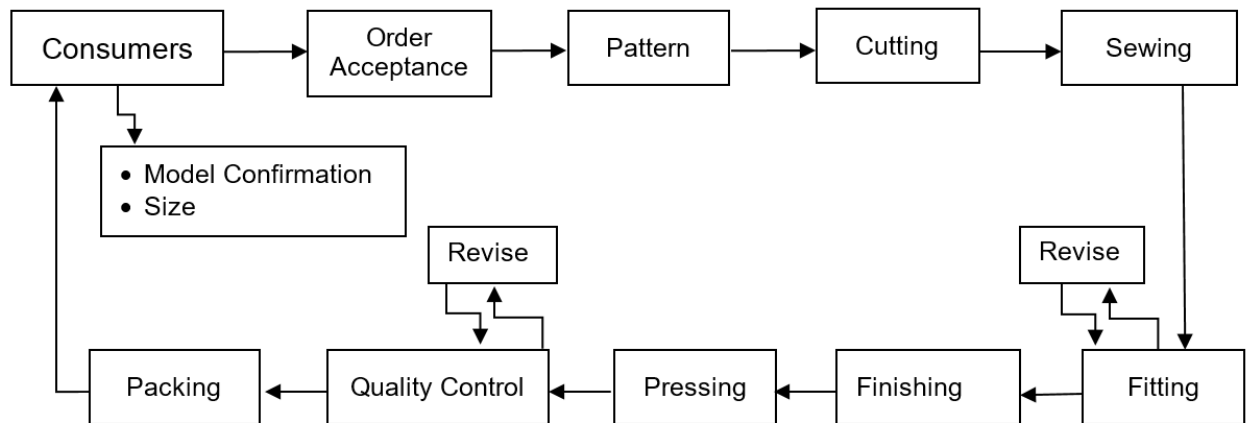 Consumers
Order
Acceptance
Pattern
Cutting
Sewing
• Model Confirmation
• Size
Revise
Revise
Packing
Quality Control
Pressing
Finishing
Fitting